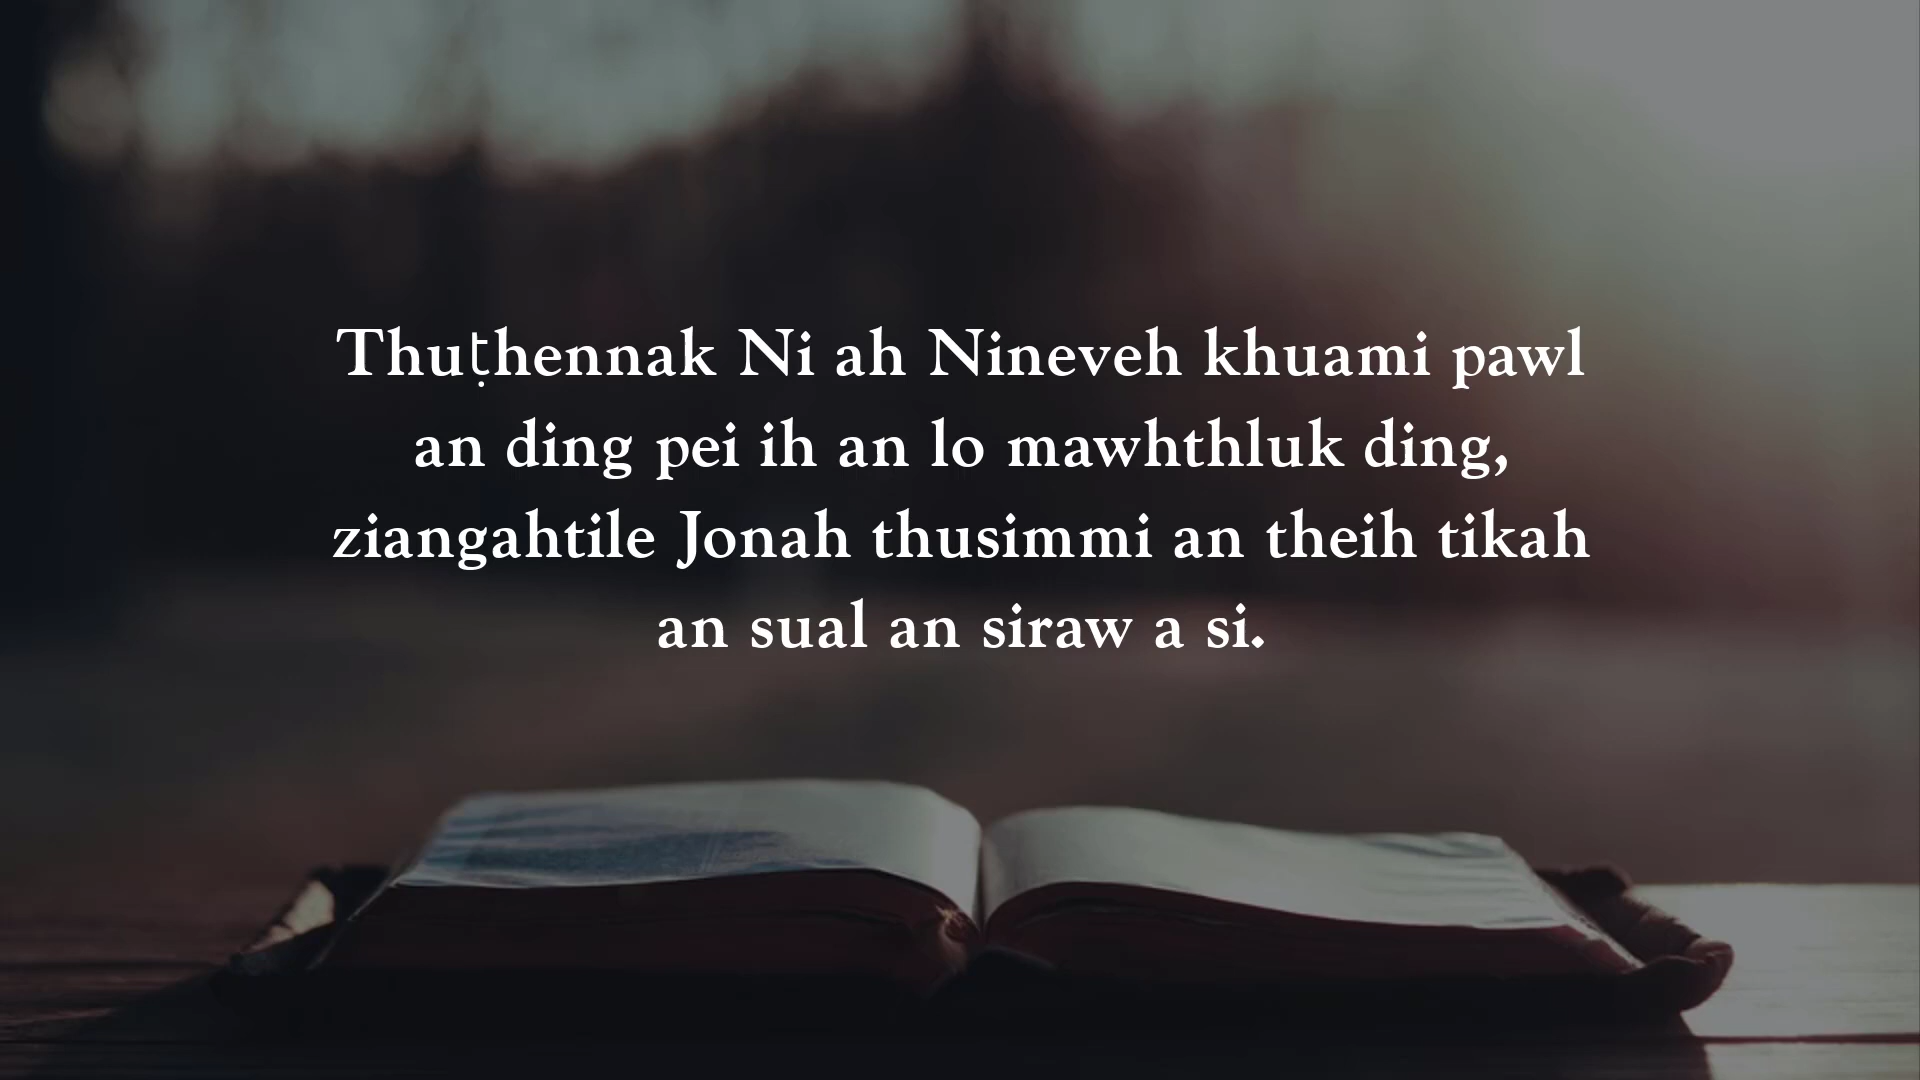 Thuṭhennak Ni ah Nineveh khuami pawl
an ding pei ih an lo mawhthluk ding,
ziangahtile Jonah thusimmi an theih tikah
an sual an siraw a si.